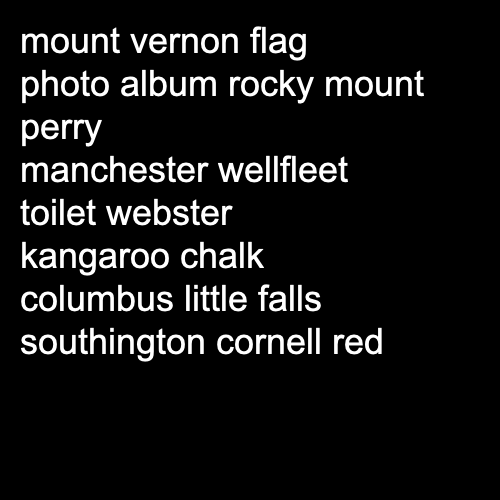 mount vernon flag
photo album rocky mount
perry
manchester wellfleet
toilet webster
kangaroo chalk
columbus little falls
southington cornell red